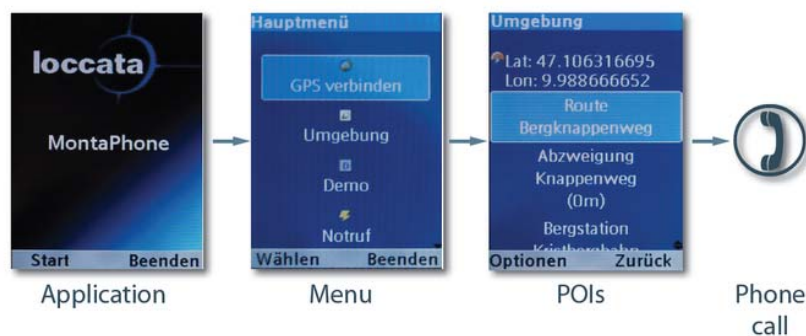 loccata
MontaPhone
Start Beenden
Hauptmenü
GPS verbinden
Umgebung
Demo
Notruf
Wählen Beenden
Umgebung
Lat: 47.106316695
Lon: 9.988666652
Route
Bergknappenweg
Abzweigung
Knappenweg
(0m)
Bergstation
Kristbergbahn
Optionen Zurück
Application
Menu
POIs
Phone
call